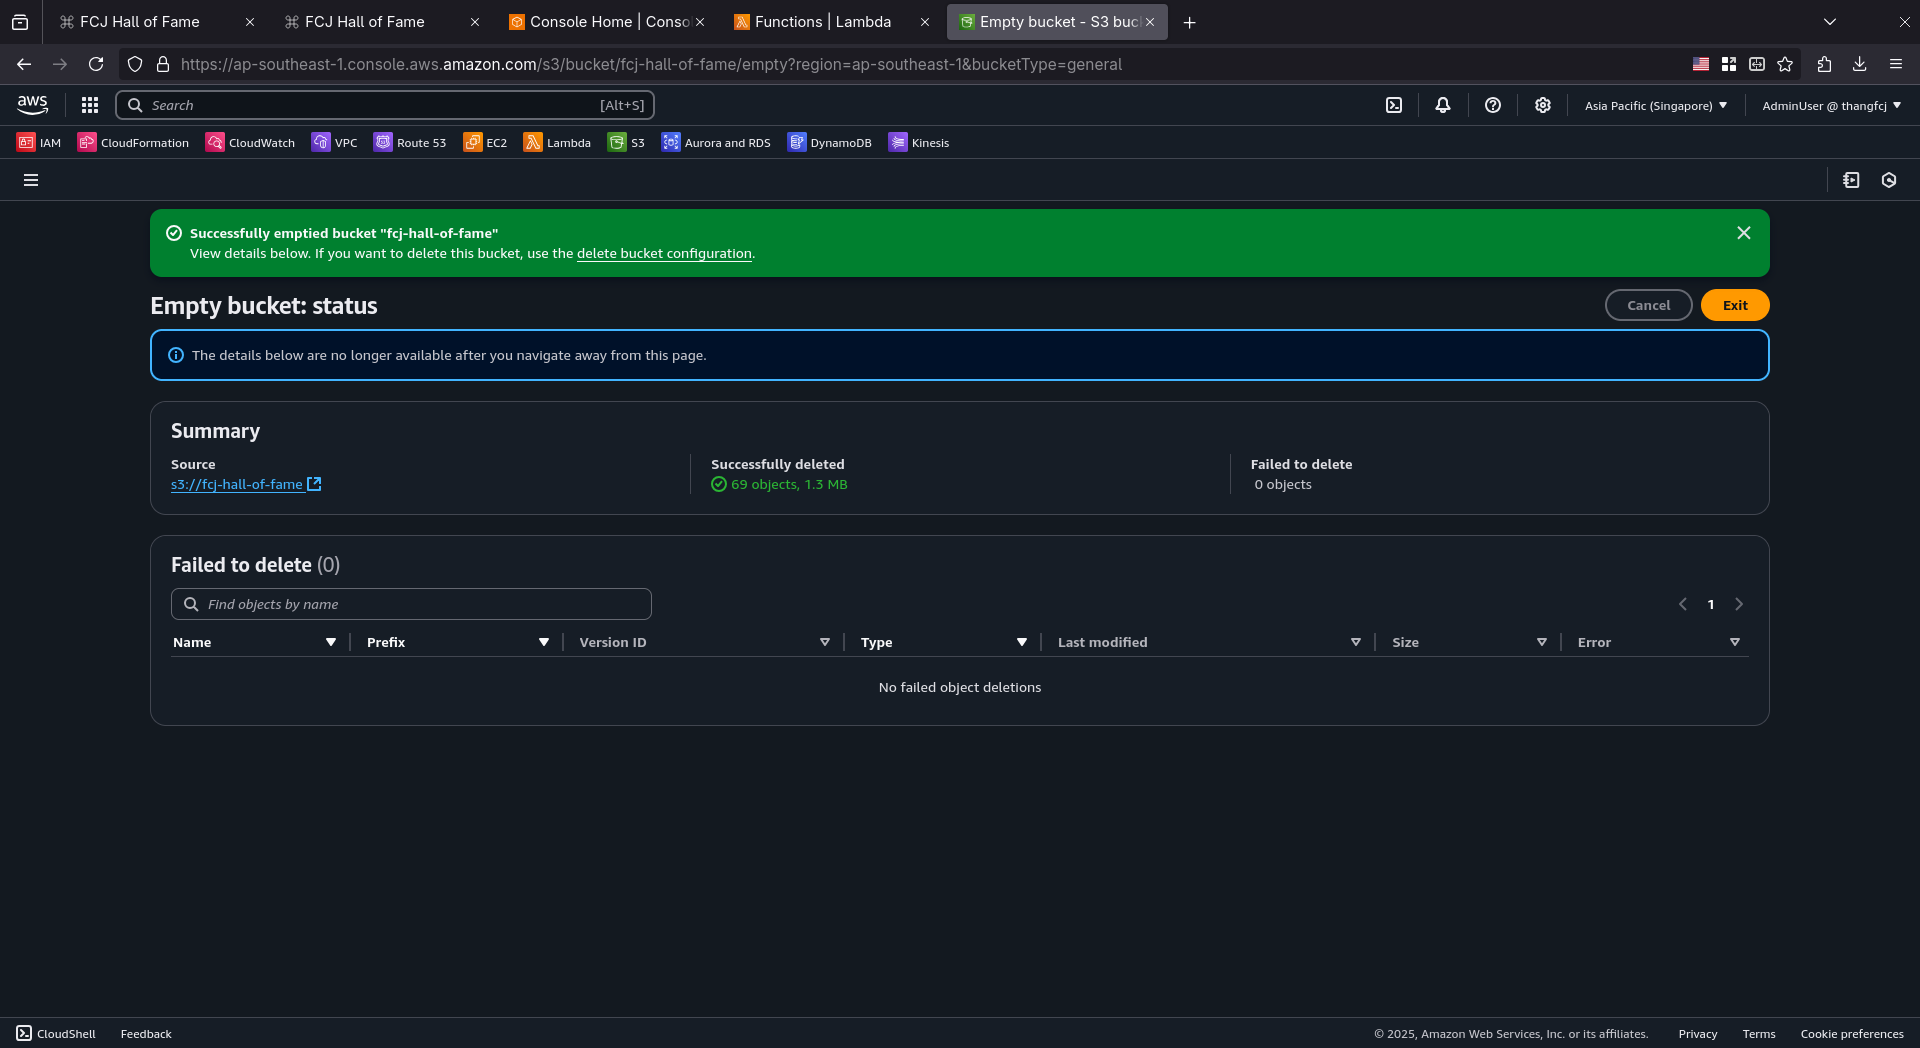 FCJ Hall of Fame
FCJ Hall of Fame
Console Home | Conso
Functions | Lambda
Empty bucket - S3 buc
https://ap-southeast-1.console.aws.amazon.com/s3/bucket/fcj-hall-of-fame/empty?region=ap-southeast-1&bucketType=general
aws
Search
[Alt+S]
Asia Pacific (Singapore)
AdminUser @ thangfcj
IAM
CloudFormation
CloudWatch
VPC
Route 53
EC2
Lambda
S3
Aurora and RDS
DynamoDB
Kinesis
Successfully emptied bucket "fcj-hall-of-fame"
View details below. If you want to delete this bucket, use the delete bucket configuration.
Empty bucket: status
Cancel
Exit
The details below are no longer available after you navigate away from this page.
Summary
Source
s3://fcj-hall-of-fame
Successfully deleted
69 objects, 1.3 MB
Failed to delete
0 objects
Failed to delete (0)
Find objects by name
1
Name
Prefix
Version ID
Type
Last modified
Size
Error
No failed object deletions
CloudShell
Feedback
© 2025, Amazon Web Services, Inc. or its affiliates.
Privacy
Terms
Cookie preferences